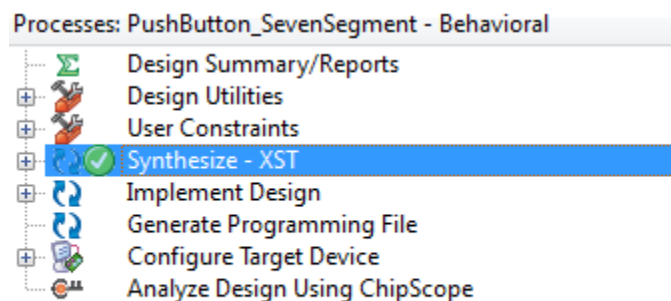 Processes: PushButton_SevenSegment - Behavioral
Design Summary/Reports
Design Utilities
User Constraints
Synthesize - XST
Implement Design
Generate Programming File
Configure Target Device
Analyze Design Using ChipScope